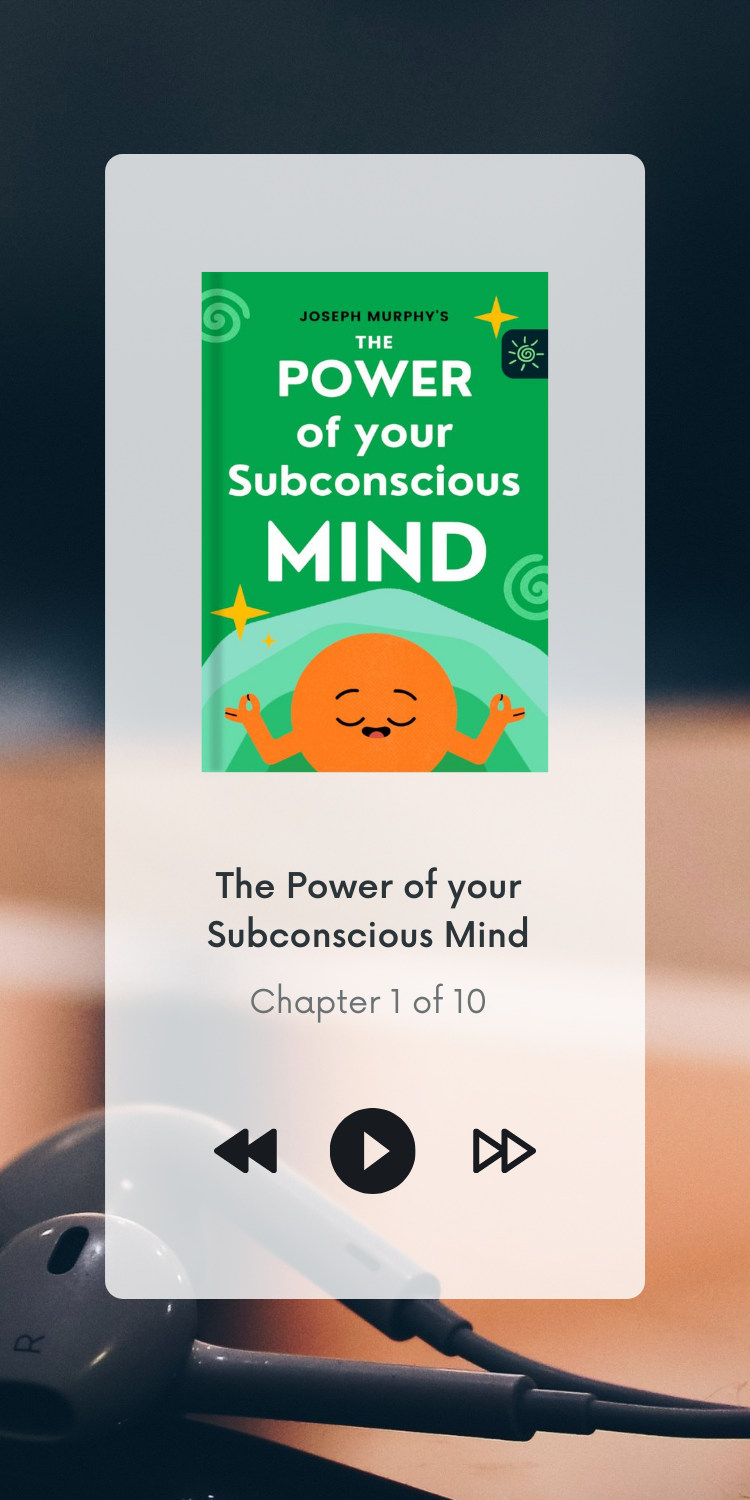 JOSEPH MURPHY'S
THE
POWER
of your
Subconscious
MIND
The Power of your
Subconscious Mind
Chapter 1 of 10
R